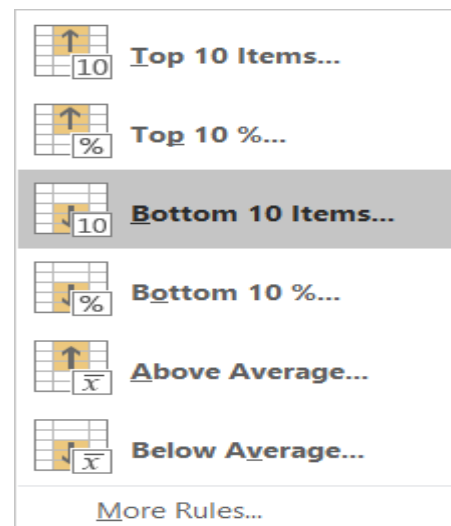 10
Top 10 Items...
%
Top 10 %...
10
Bottom 10 Items...
%
Bottom 10 %...
x̅
Above Average...
x̅
Below Average...
More Rules...